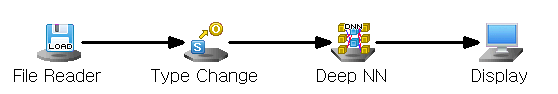 LOAD
S
O
DNN
File Reader
Type Change
Deep NN
Display